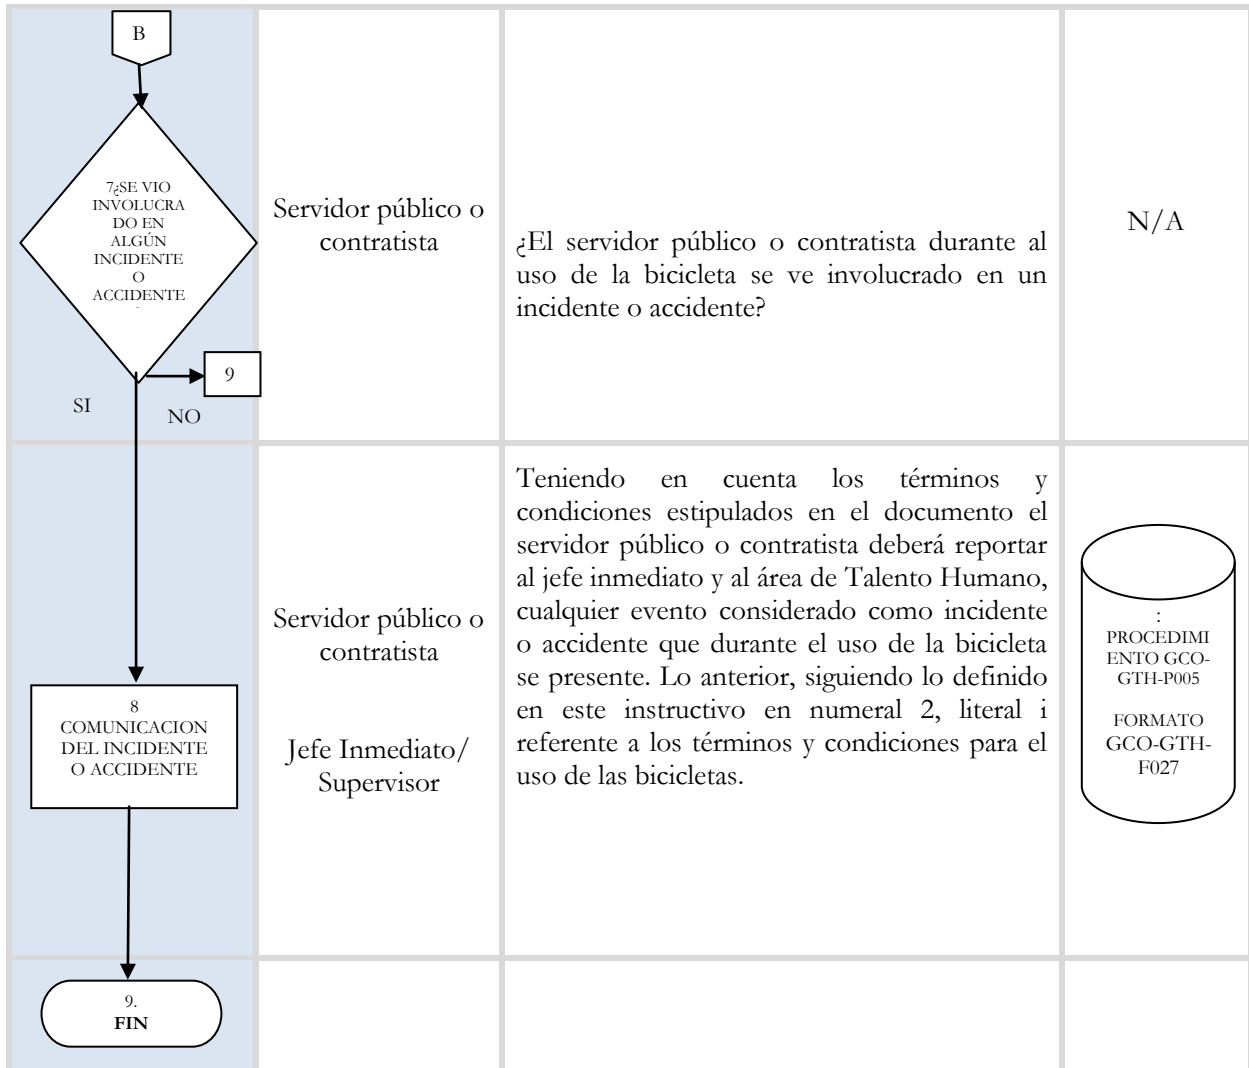 B
7¿SE VIO
INVOLUCRA
DO EN
ALGÚN
INCIDENTE
O
ACCIDENTE
Servidor público o
contratista
¿El servidor público o contratista durante al
uso de la bicicleta se ve involucrado en un
incidente o accidente?
N/A
9
SI
NO
8
COMUNICACION
DEL INCIDENTE
O ACCIDENTE
Servidor público o
contratista
Jefe Inmediato/
Supervisor
Teniendo en cuenta los términos y
condiciones estipulados en el documento el
servidor público o contratista deberá reportar
al jefe inmediato y al área de Talento Humano,
cualquier evento considerado como incidente
o accidente que durante el uso de la bicicleta
se presente. Lo anterior, siguiendo lo definido
en este instructivo en numeral 2, literal i
referente a los términos y condiciones para el
uso de las bicicletas.
:
PROCEDIMI
ENTO GCO-
GTH-P005
FORMATO
GCO-GTH-
F027
9.
FIN